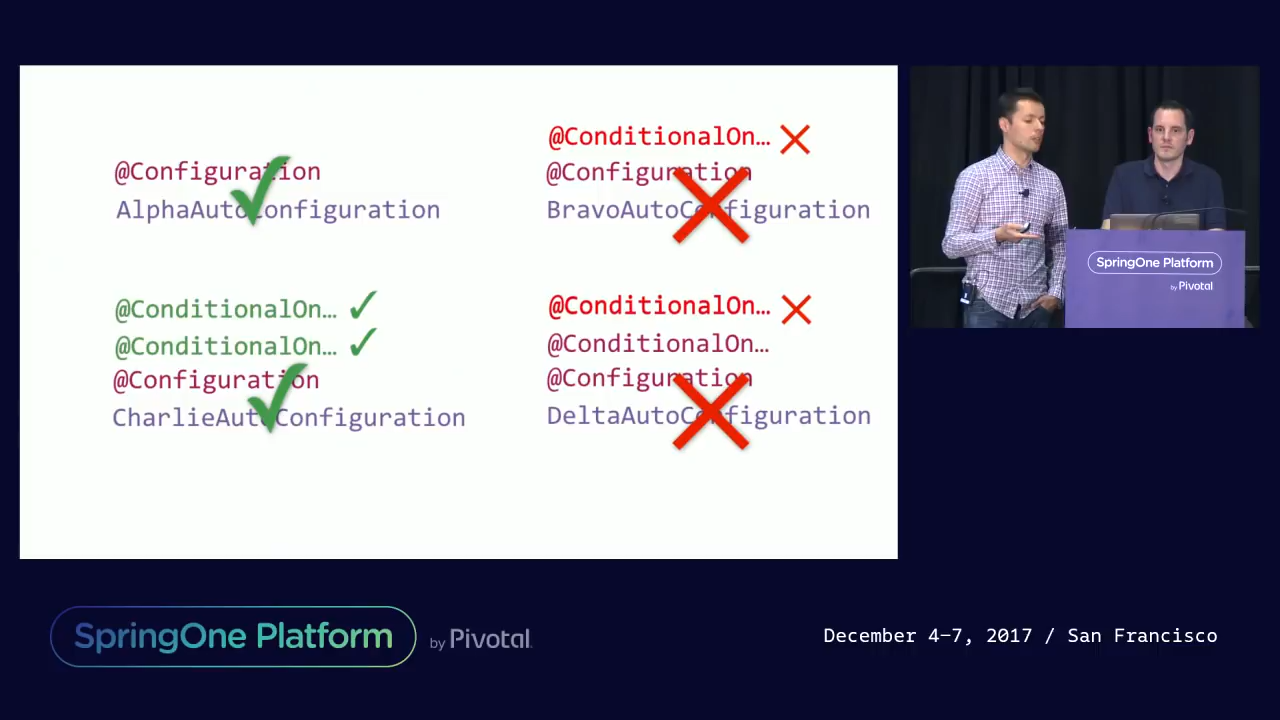 @Configuration
AlphaAutoConfiguration
@ConditionalOn…
@Configuration
BravoAutoConfiguration
@ConditionalOn…
@ConditionalOn…
@Configuration
CharlieAutoConfiguration
@ConditionalOn…
@ConditionalOn…
@Configuration
DeltaAutoConfiguration
SpringOne Platform
by Pivotal
SpringOne Platform by Pivotal.
December 4–7, 2017 / San Francisco